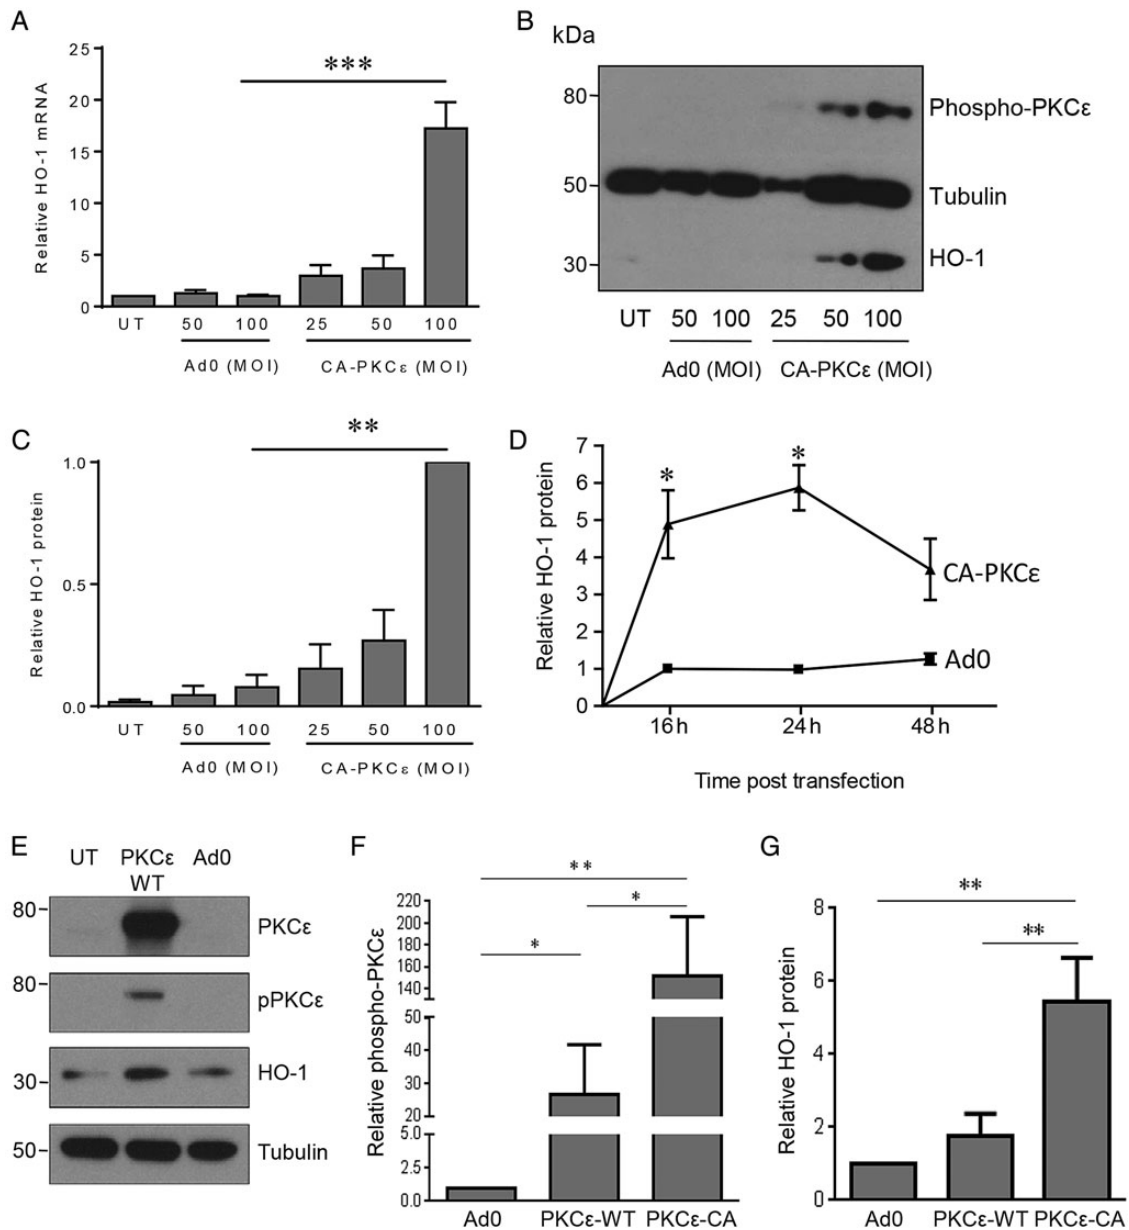 A
Relative HO-1 mRNA
25
20
15
10
5
0
***
UT 50 100 25 50 100
Ad0 (MOI) CA-PKCε (MOI)
B
kDa
80
50
30
Phospho-PKCε
Tubulin
HO-1
UT 50 100 25 50 100
Ad0 (MOI) CA-PKCε (MOI)
C
Relative HO-1 protein
1.0
0.5
0.0
**
UT 50 100 25 50 100
Ad0 (MOI) CA-PKCε (MOI)
D
Relative HO-1 protein
7
6
5
4
3
2
1
0
*
*
CA-PKCε
Ad0
16h 24h 48h
Time post transfection
E
UT PKCε Ad0
WT
80
PKCε
80
pPKCε
30
HO-1
50
Tubulin
F
Relative phospho-PKCε
220
200
180
160
140
50
40
30
20
5.0
2.5
0.0
**
*
*
Ad0 PKCε-WT PKCε-CA
G
Relative HO-1 protein
8
6
4
2
0
**
**
Ad0 PKCε-WT PKCε-CA